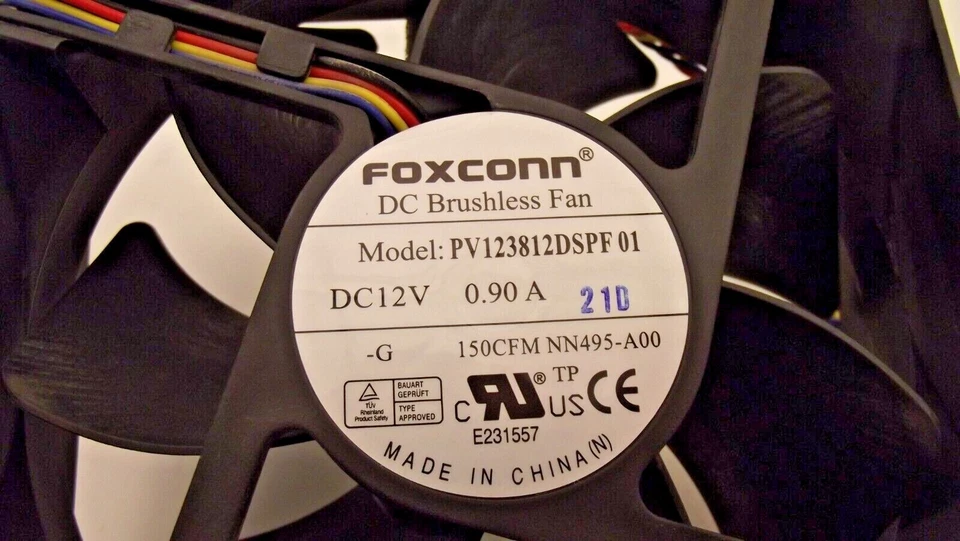 FOXCONN®
DC Brushless Fan
Model: PV123812DSPF 01
DC12V 0.90 A 21D
-G 150CFM NN495-A00
TÜV
Rheinland
Product Safety
BAUART
GEPRÜFT
TYPE
APPROVED
C RU® US TP CE
E231557
MADE IN CHINA (N)